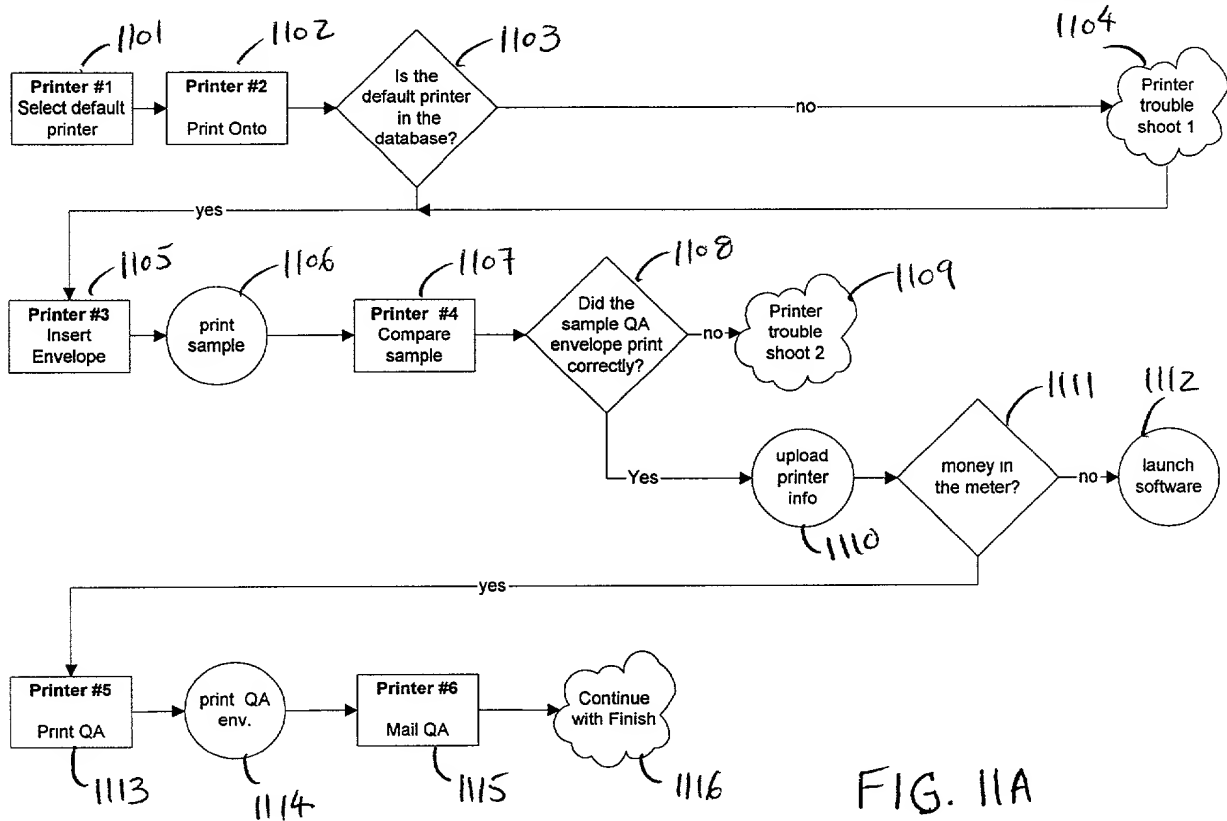 1101
1102
1103
1104
Printer #1
Select default
printer
Printer #2
Print Onto
Is the
default printer
in the
database?
no
Printer
trouble
shoot 1
yes
1105
1106
1107
1108
1109
Printer #3
Insert
Envelope
print
sample
Printer #4
Compare
sample
Did the
sample QA
envelope print
correctly?
no
Printer
trouble
shoot 2
1111
1112
Yes
upload
printer
info
money in
the meter?
no
launch
software
1110
yes
Printer #5
Print QA
print QA
env.
Printer #6
Mail QA
Continue
with Finish
1113
1114
1115
1116
FIG. 11A